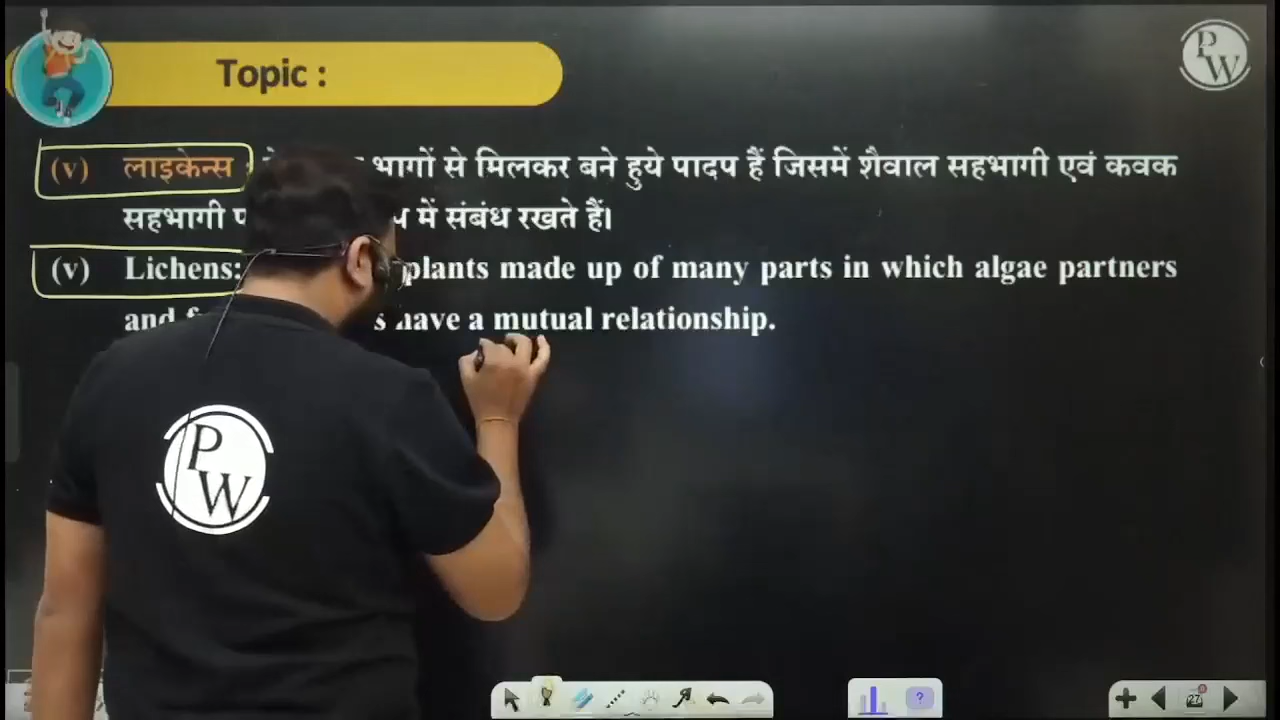 Topic :
PW
(v) लाइकेन्स भागों से मिलकर बने हुये पादप हैं जिसमें शैवाल सहभागी एवं कवक
सहभागी में संबंध रखते हैं।
(v) Lichens: plants made up of many parts in which algae partners
and have a mutual relationship.
PW
27